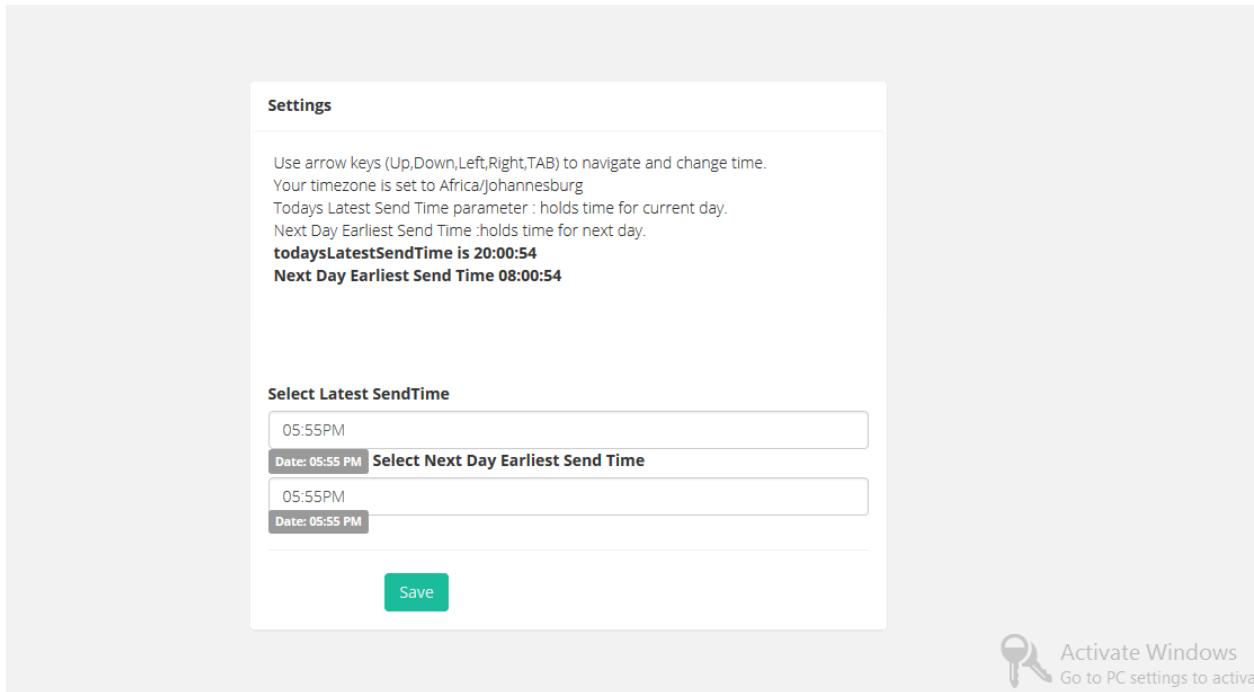 Settings
Use arrow keys (Up,Down,Left,Right,TAB) to navigate and change time.
Your timezone is set to Africa/Johannesburg
Todays Latest Send Time parameter : holds time for current day.
Next Day Earliest Send Time :holds time for next day.
todaysLatestSendTime is 20:00:54
Next Day Earliest Send Time 08:00:54
Select Latest SendTime
05:55PM
Date: 05:55 PM Select Next Day Earliest Send Time
05:55PM
Date: 05:55 PM
Save
Activate Windows
Go to PC settings to activa